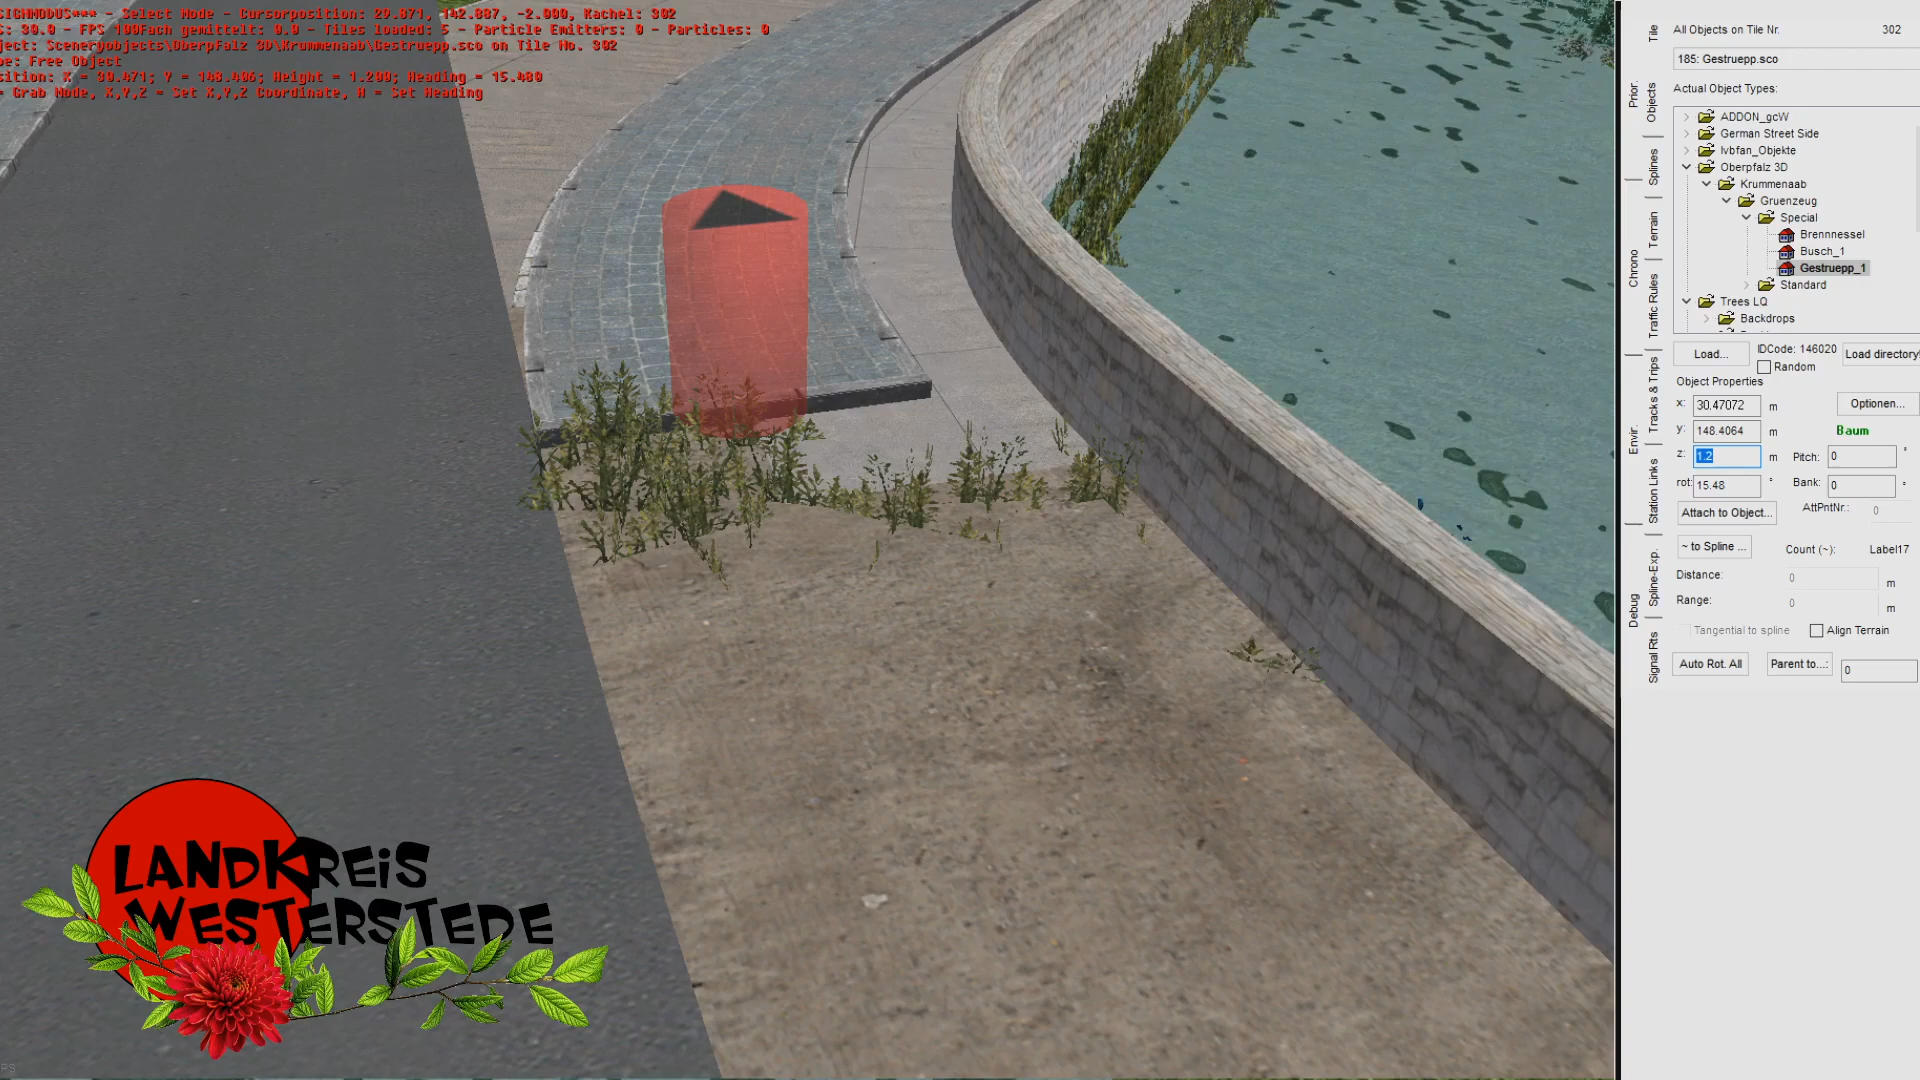 SIGNMODUS*** - Select Mode - Cursorposition: 29.871, 142.887, -2.000, Kachel: 302
S: 30.0 - FPS 100Fach gemittelt: 0.0 - Tiles loaded: 5 - Particle Emitters: 0 - Particles: 0
ject: Sceneryobjects\Oberpfalz 3D\Krummenaab\Gestruepp.sco on Tile No. 302
pe: Free Object
sition: X = 30.471; Y = 148.406; Height = 1.200; Heading = 15.480
= Grab Mode, X,Y,Z = Set X,Y,Z Coordinate, H = Set Heading
LANDKREiS
WESTERSTEDE
Tile
Prior.
Objects
Splines
Terrain
Chrono
Traffic Rules
Tracks & Trips
Envir.
Station Links
Spline-Exp.
Debug
Signal Rts
All Objects on Tile Nr. 302
185: Gestruepp.sco
Actual Object Types:
ADDON_gcW
German Street Side
lvbfan_Objekte
Oberpfalz 3D
Krummenaab
Gruenzeug
Special
Brennnessel
Busch_1
Gestruepp_1
Standard
Trees LQ
Backdrops
Load... IDCode: 146020 Load directory!
Random
Object Properties
x: 30.47072 m Optionen...
y: 148.4064 m Baum
z: 1.2 m Pitch: 0 °
rot: 15.48 ° Bank: 0 °
Attach to Object... AttPntNr.: 0
~ to Spline ... Count (~): Label17
Distance: 0 m
Range: 0 m
Tangential to spline Align Terrain
Auto Rot. All Parent to...: 0